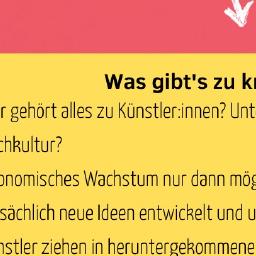 Was gibt's zu k
r gehört alles zu Künstler:innen? Unt
chkultur?
onomisches Wachstum nur dann mög
sächlich neue Ideen entwickelt und u
nstler ziehen in heruntergekommene